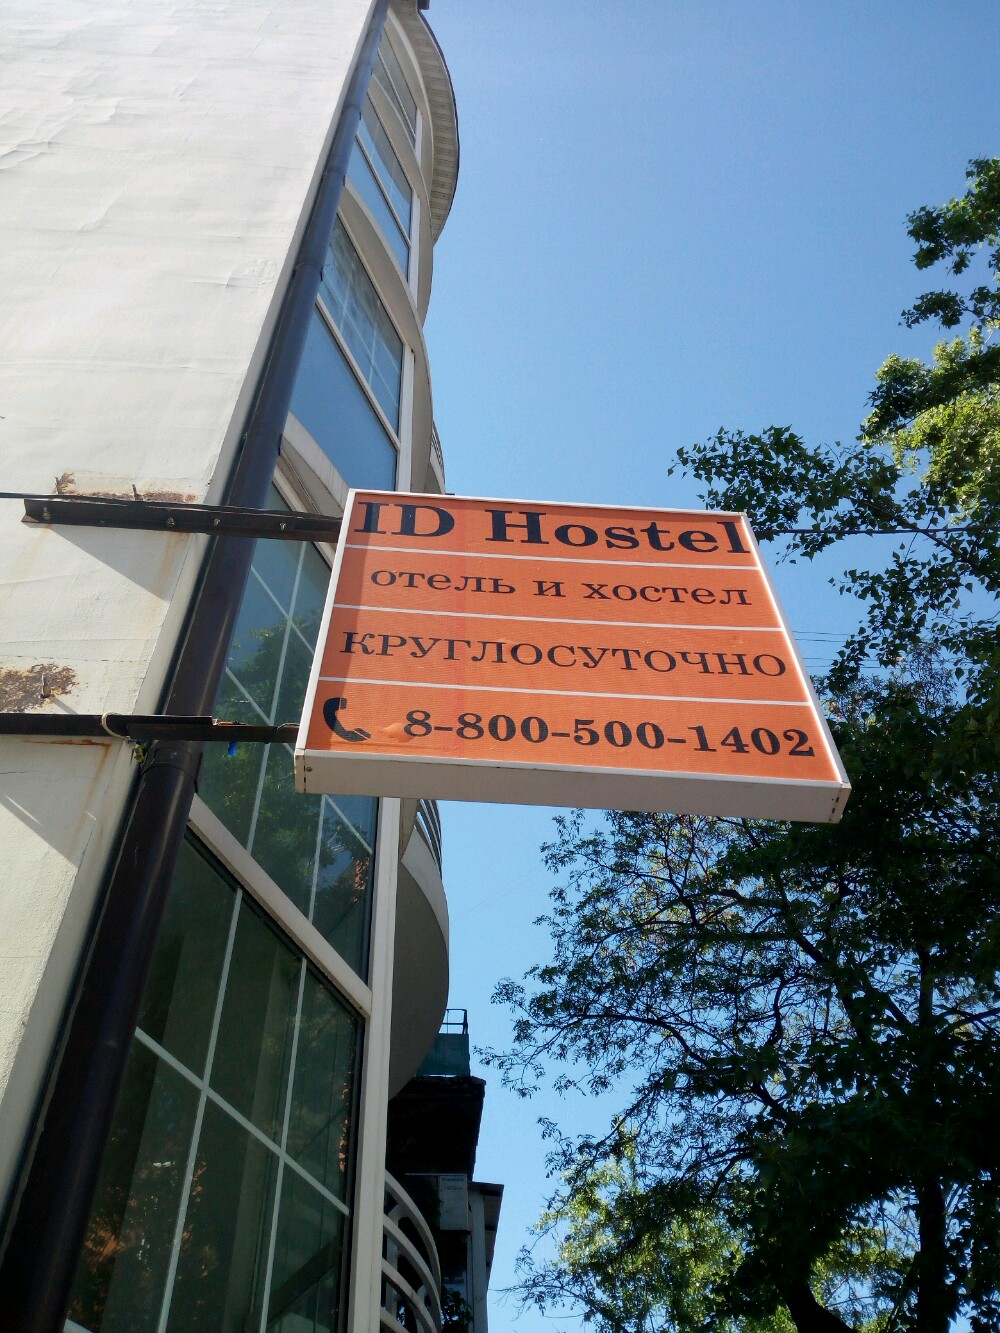 ID Hostel
отель и хостел
КРУГЛОСУТОЧНО
8-800-500-1402